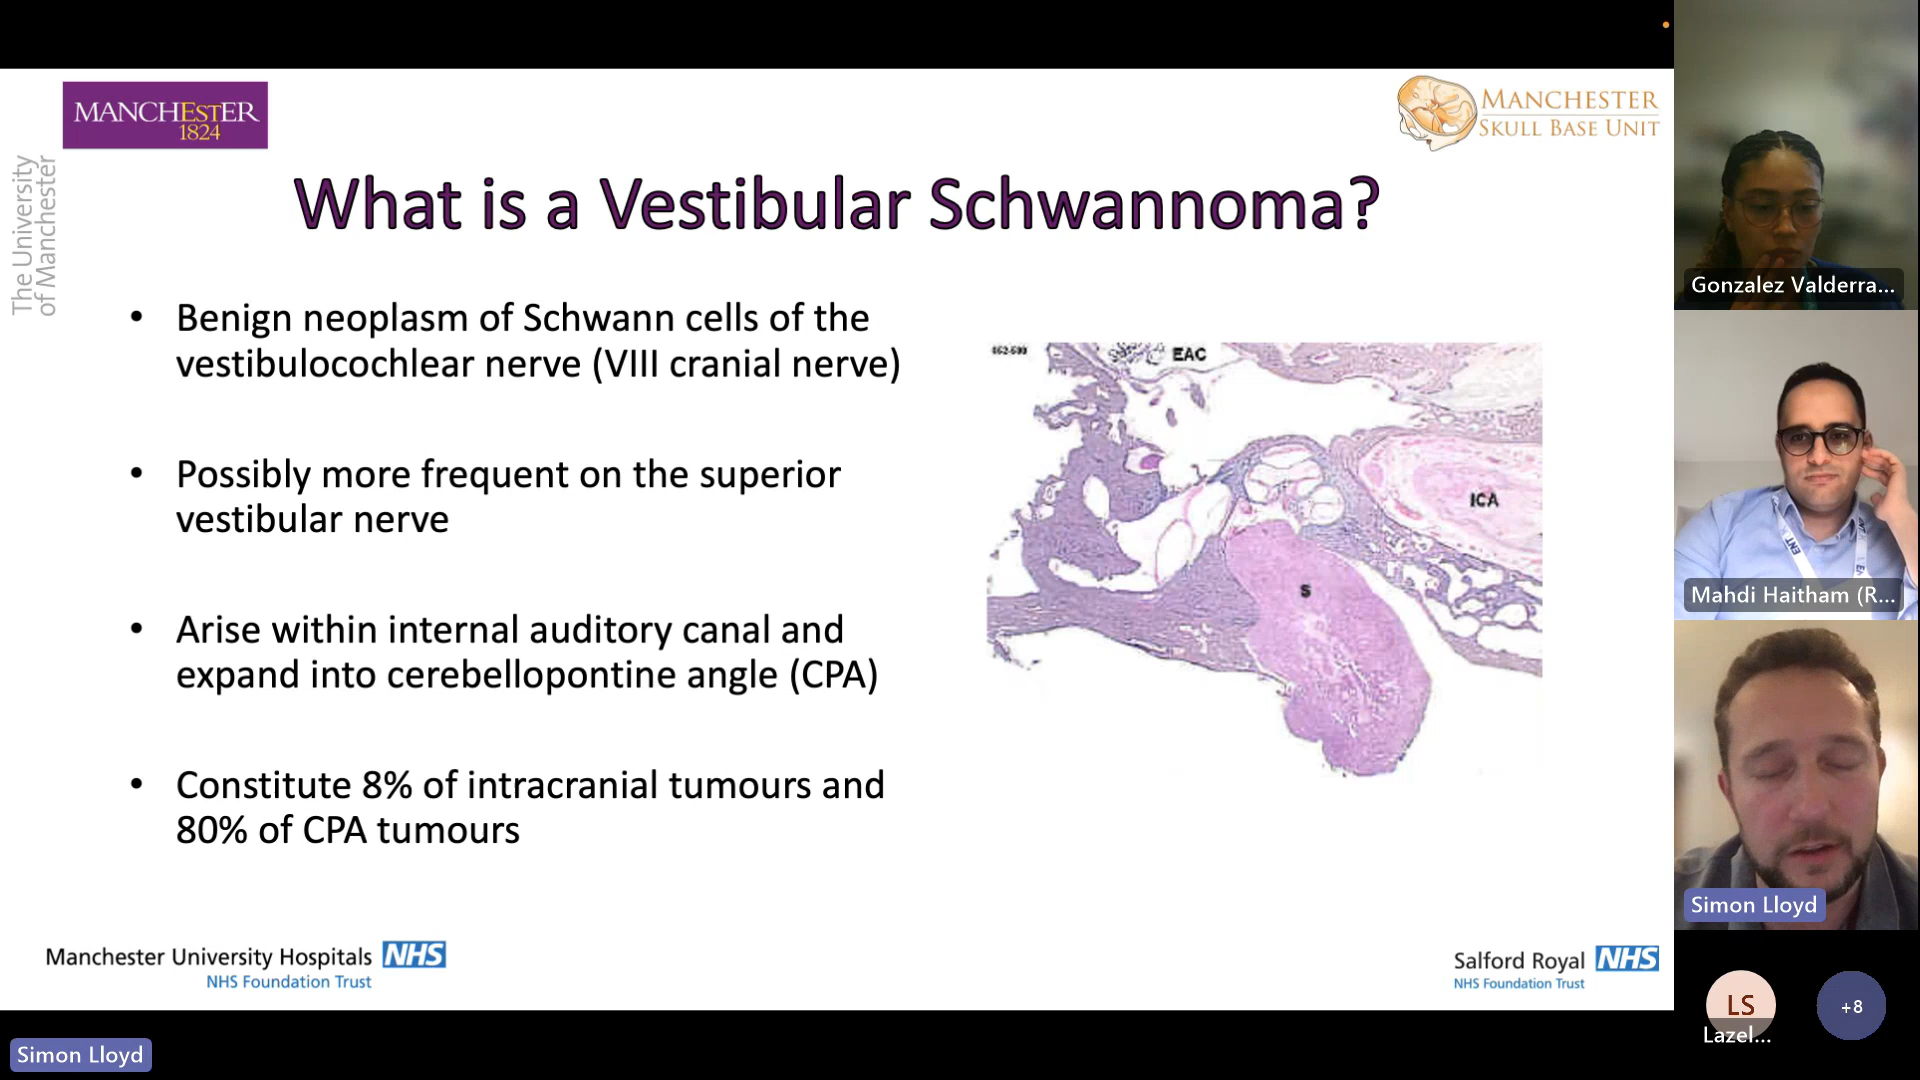 MANCHESTER
1824
The University
of Manchester
MANCHESTER
SKULL BASE UNIT
What is a Vestibular Schwannoma?
• Benign neoplasm of Schwann cells of the
vestibulocochlear nerve (VIII cranial nerve)
• Possibly more frequent on the superior
vestibular nerve
• Arise within internal auditory canal and
expand into cerebellopontine angle (CPA)
• Constitute 8% of intracranial tumours and
80% of CPA tumours
EAC
ICA
S
Manchester University Hospitals NHS
NHS Foundation Trust
Salford Royal NHS
NHS Foundation Trust
Simon Lloyd
Gonzalez Valderra...
ENT
Mahdi Haitham (R...
Simon Lloyd
LS
Lazel...
+8